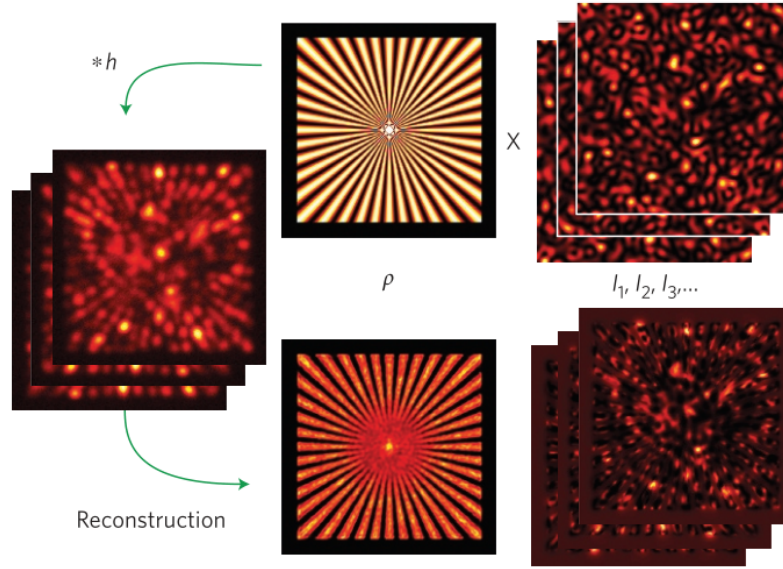 *h
X
ρ
I₁, I₂, I₃,...
Reconstruction